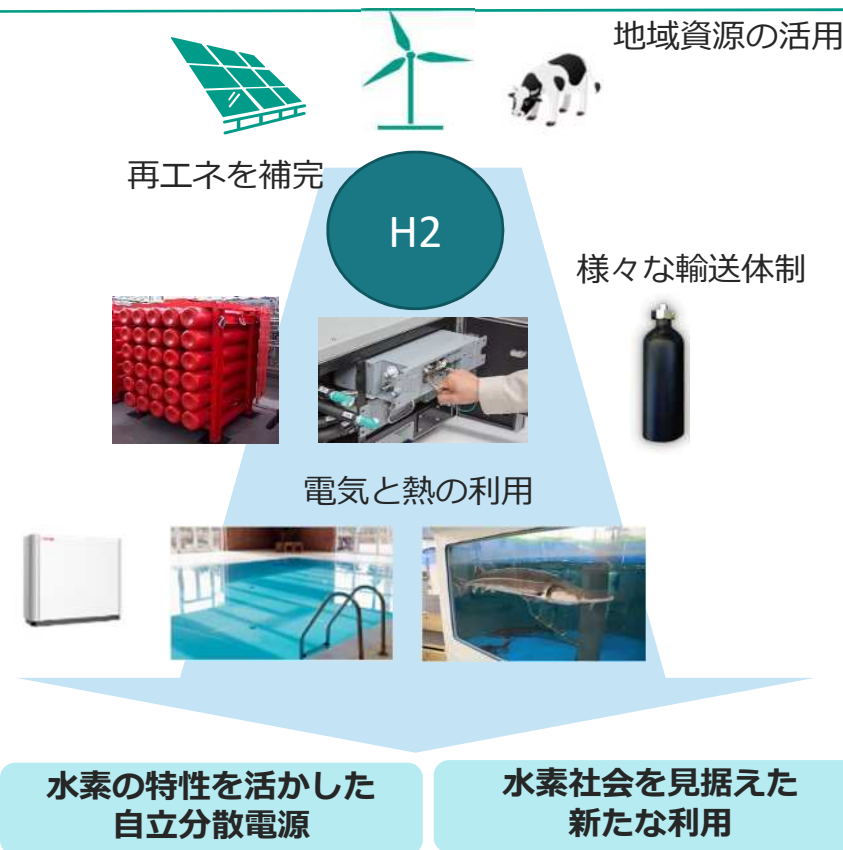 地域資源の活用
再エネを補完
H2
様々な輸送体制
電気と熱の利用
水素の特性を活かした
自立分散電源
水素社会を見据えた
新たな利用